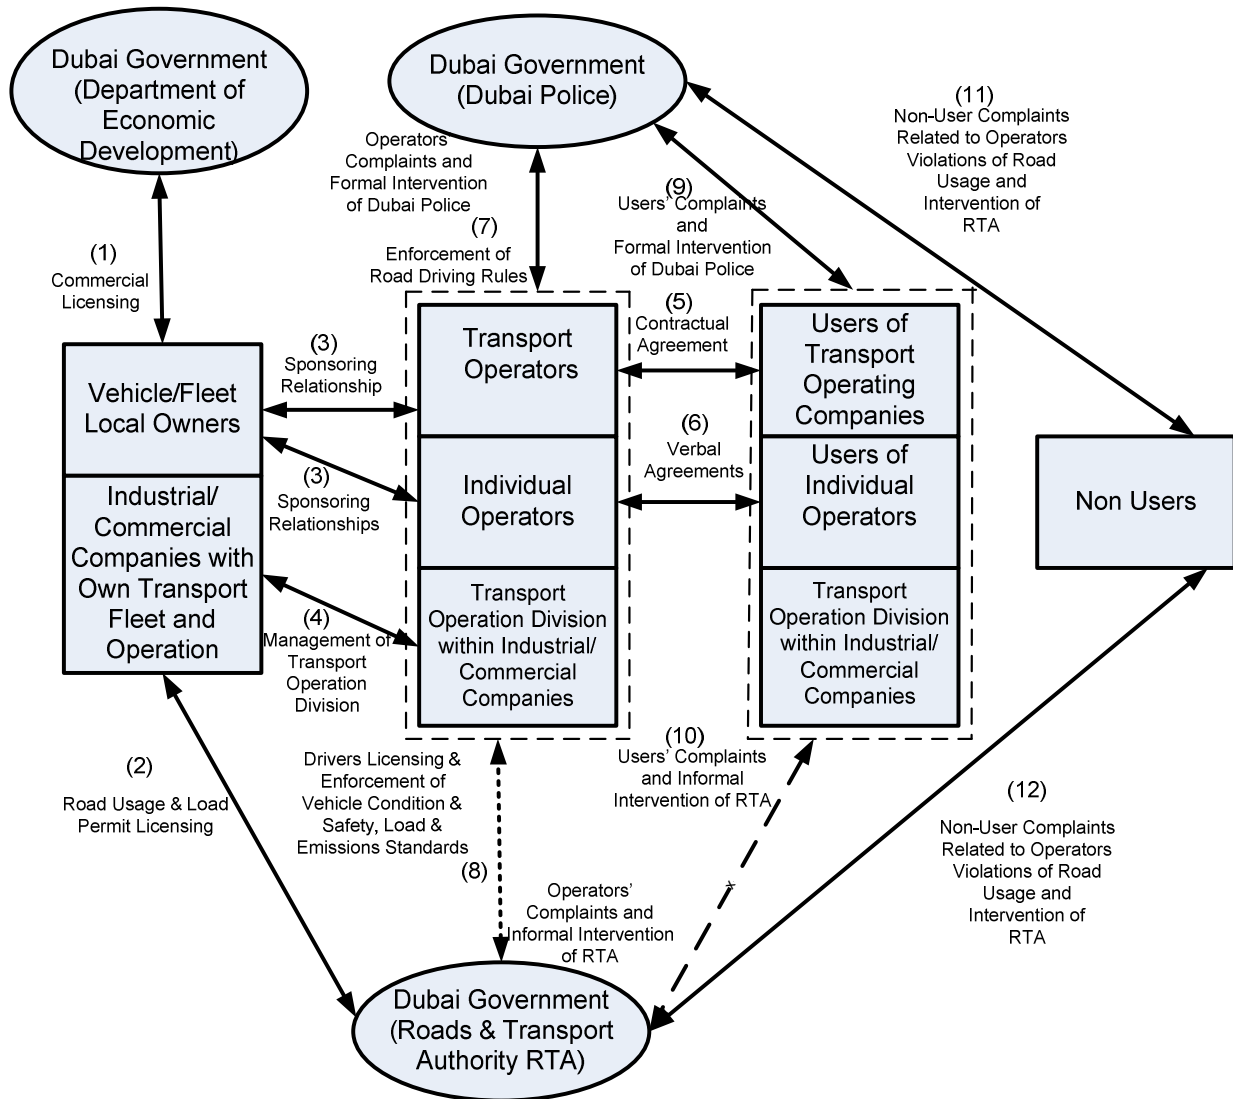 Dubai Government
(Department of
Economic
Development)
Dubai Government
(Dubai Police)
(11)
Non-User Complaints
Related to Operators
Violations of Road
Usage and
Intervention of
RTA
Operators'
Complaints and
Formal Intervention
of Dubai Police
(7)
Enforcement of
Road Driving Rules
(9)
Users' Complaints
and
Formal Intervention
of Dubai Police
(1)
Commercial
Licensing
Vehicle/Fleet
Local Owners
Industrial/
Commercial
Companies with
Own Transport
Fleet and
Operation
(3)
Sponsoring
Relationship
(3)
Sponsoring
Relationships
(4)
Management of
Transport
Operation
Division
Transport
Operators
Individual
Operators
Transport
Operation Division
within Industrial/
Commercial
Companies
(5)
Contractual
Agreement
(6)
Verbal
Agreements
Users of
Transport
Operating
Companies
Users of
Individual
Operators
Transport
Operation Division
within Industrial/
Commercial
Companies
Non Users
(2)
Road Usage & Load
Permit Licensing
Drivers Licensing &
Enforcement of
Vehicle Condition &
Safety, Load &
Emissions Standards
(8)
Operators'
Complaints and
Informal Intervention
of RTA
(10)
Users' Complaints
and Informal
Intervention of RTA
x
(12)
Non-User Complaints
Related to Operators
Violations of Road
Usage and
Intervention of
RTA
Dubai Government
(Roads & Transport
Authority RTA)